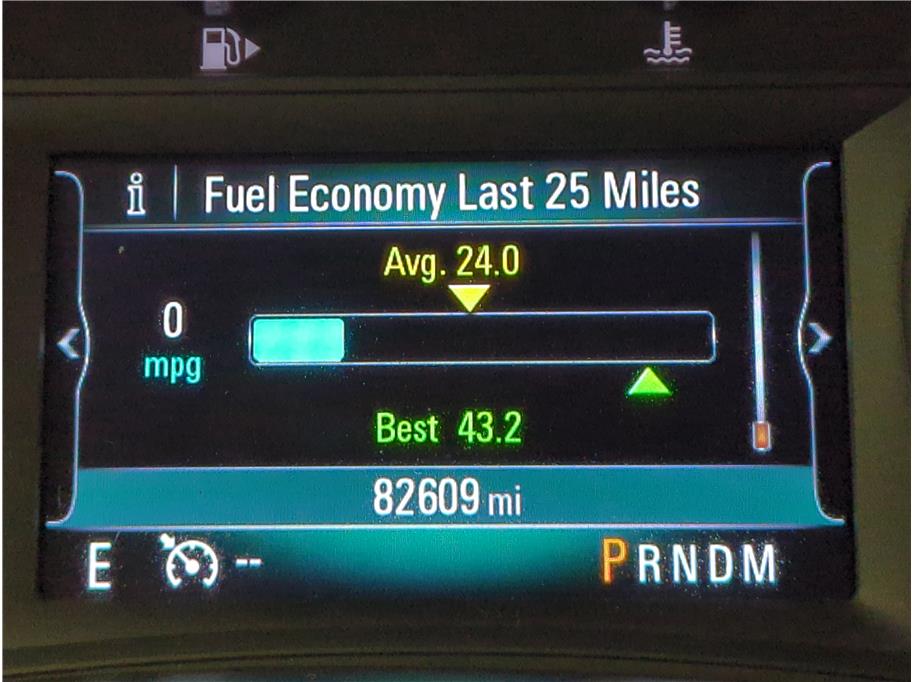 Fuel Economy Last 25 Miles
Avg. 24.0
0
mpg
Best 43.2
82609 mi
E -- PRNDM